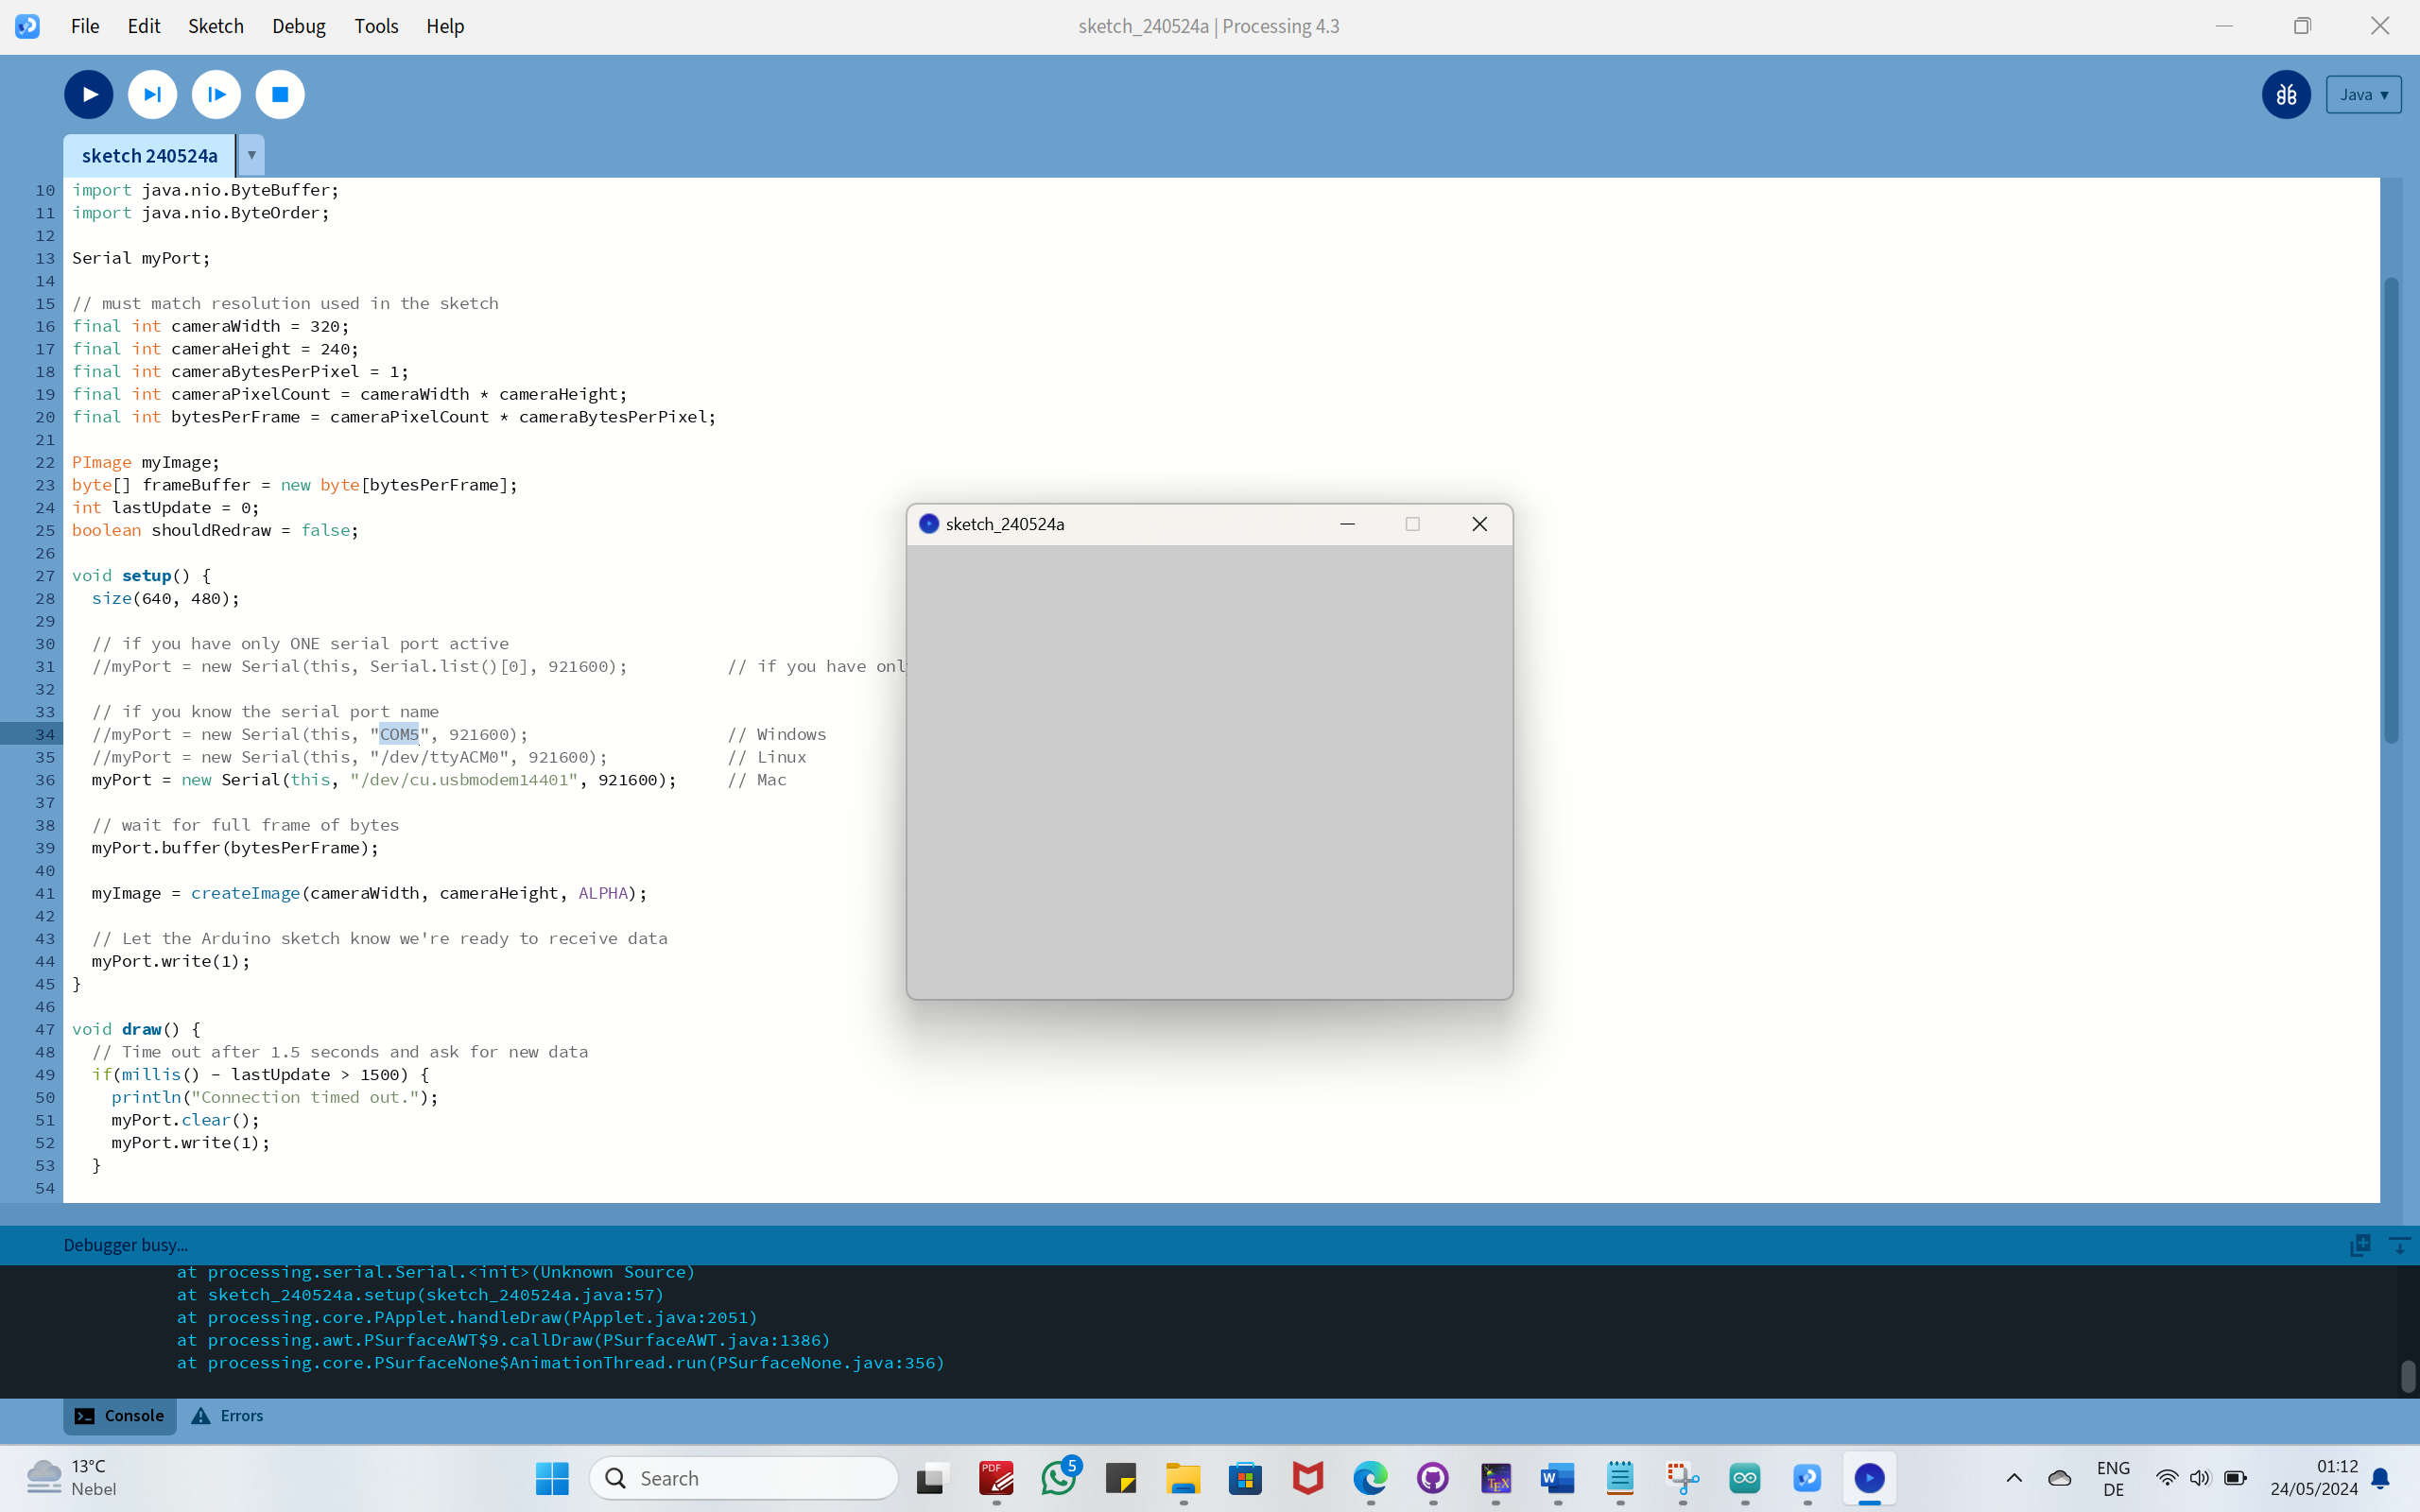 File Edit Sketch Debug Tools Help
sketch_240524a | Processing 4.3
Java ▾
sketch 240524a
10 import java.nio.ByteBuffer;
11 import java.nio.ByteOrder;
12
13 Serial myPort;
14
15 // must match resolution used in the sketch
16 final int cameraWidth = 320;
17 final int cameraHeight = 240;
18 final int cameraBytesPerPixel = 1;
19 final int cameraPixelCount = cameraWidth * cameraHeight;
20 final int bytesPerFrame = cameraPixelCount * cameraBytesPerPixel;
21
22 PImage myImage;
23 byte[] frameBuffer = new byte[bytesPerFrame];
24 int lastUpdate = 0;
25 boolean shouldRedraw = false;
26
27 void setup() {
28 size(640, 480);
29
30 // if you have only ONE serial port active
31 //myPort = new Serial(this, Serial.list()[0], 921600); // if you have onl
32
33 // if you know the serial port name
34 //myPort = new Serial(this, "COM5", 921600); // Windows
35 //myPort = new Serial(this, "/dev/ttyACM0", 921600); // Linux
36 myPort = new Serial(this, "/dev/cu.usbmodem14401", 921600); // Mac
37
38 // wait for full frame of bytes
39 myPort.buffer(bytesPerFrame);
40
41 myImage = createImage(cameraWidth, cameraHeight, ALPHA);
42
43 // Let the Arduino sketch know we're ready to receive data
44 myPort.write(1);
45 }
46
47 void draw() {
48 // Time out after 1.5 seconds and ask for new data
49 if(millis() - lastUpdate > 1500) {
50 println("Connection timed out.");
51 myPort.clear();
52 myPort.write(1);
53 }
54
sketch_240524a
Debugger busy...
at processing.serial.Serial.<init>(Unknown Source)
at sketch_240524a.setup(sketch_240524a.java:57)
at processing.core.PApplet.handleDraw(PApplet.java:2051)
at processing.awt.PSurfaceAWT$9.callDraw(PSurfaceAWT.java:1386)
at processing.core.PSurfaceNone$AnimationThread.run(PSurfaceNone.java:356)
Console Errors
13°C
Nebel
Search
PDF
5
TEX
W
ENG
DE
01:12
24/05/2024